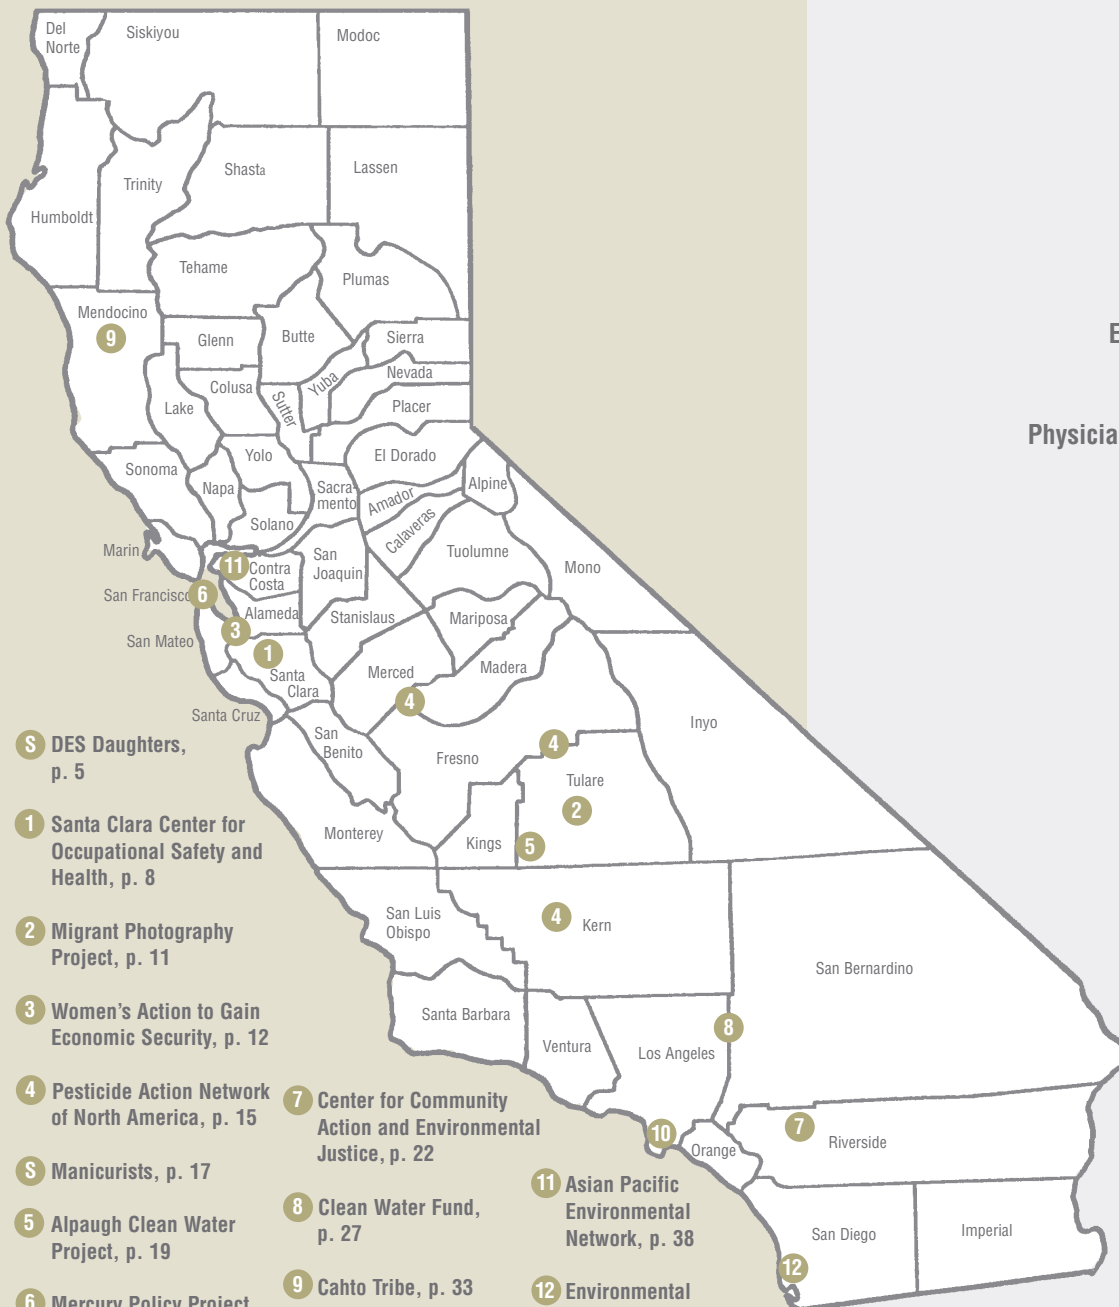 Del
Norte
Siskiyou
Modoc
Shasta
Lassen
Trinity
Humboldt
Tehame
Plumas
Mendocino
9
Glenn
Butte
Sierra
Nevada
Yuba
Placer
Colusa
Sutter
Lake
Yolo
El Dorado
Sonoma
Napa
Sacra-
mento
Amador
Alpine
Solano
Calaveras
Marin
11
Contra
Costa
San
Joaquin
Tuolumne
Mono
San Francisco
6
Alameda
Stanislaus
Mariposa
3
San Mateo
1
Santa
Clara
Merced
Madera
4
Santa Cruz
San
Benito
Inyo
Fresno
4
Tulare
2
Monterey
Kings
5
San Luis
Obispo
4
Kern
San Bernardino
Santa Barbara
Ventura
Los Angeles
8
10
Orange
7
Riverside
San Diego
Imperial
12
S DES Daughters,
p. 5
1 Santa Clara Center for
Occupational Safety and
Health, p. 8
2 Migrant Photography
Project, p. 11
3 Women's Action to Gain
Economic Security, p. 12
4 Pesticide Action Network
of North America, p. 15
S Manicurists, p. 17
5 Alpaugh Clean Water
Project, p. 19
6 Mercury Policy Project
7 Center for Community
Action and Environmental
Justice, p. 22
8 Clean Water Fund,
p. 27
9 Cahto Tribe, p. 33
11 Asian Pacific
Environmental
Network, p. 38
12 Environmental
E
Physicia